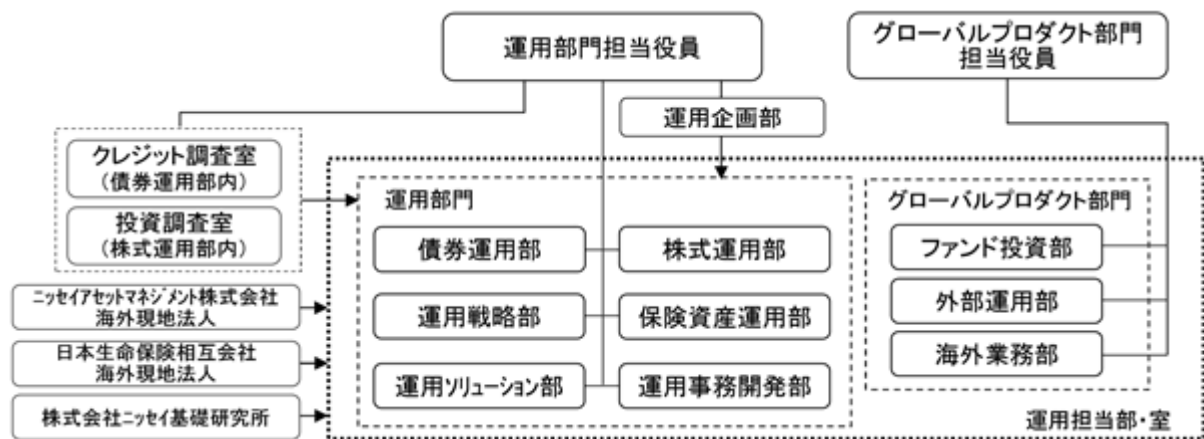 運用部門担当役員
グローバルプロダクト部門
担当役員
運用企画部
クレジット調査室
(債券運用部内)
投資調査室
(株式運用部内)
運用部門
グローバルプロダクト部門
債券運用部
株式運用部
ファンド投資部
ニッセイアセットマネジメント株式会社
海外現地法人
運用戦略部
保険資産運用部
外部運用部
日本生命保険相互会社
海外現地法人
運用ソリューション部
運用事務開発部
海外業務部
株式会社ニッセイ基礎研究所
運用担当部・室